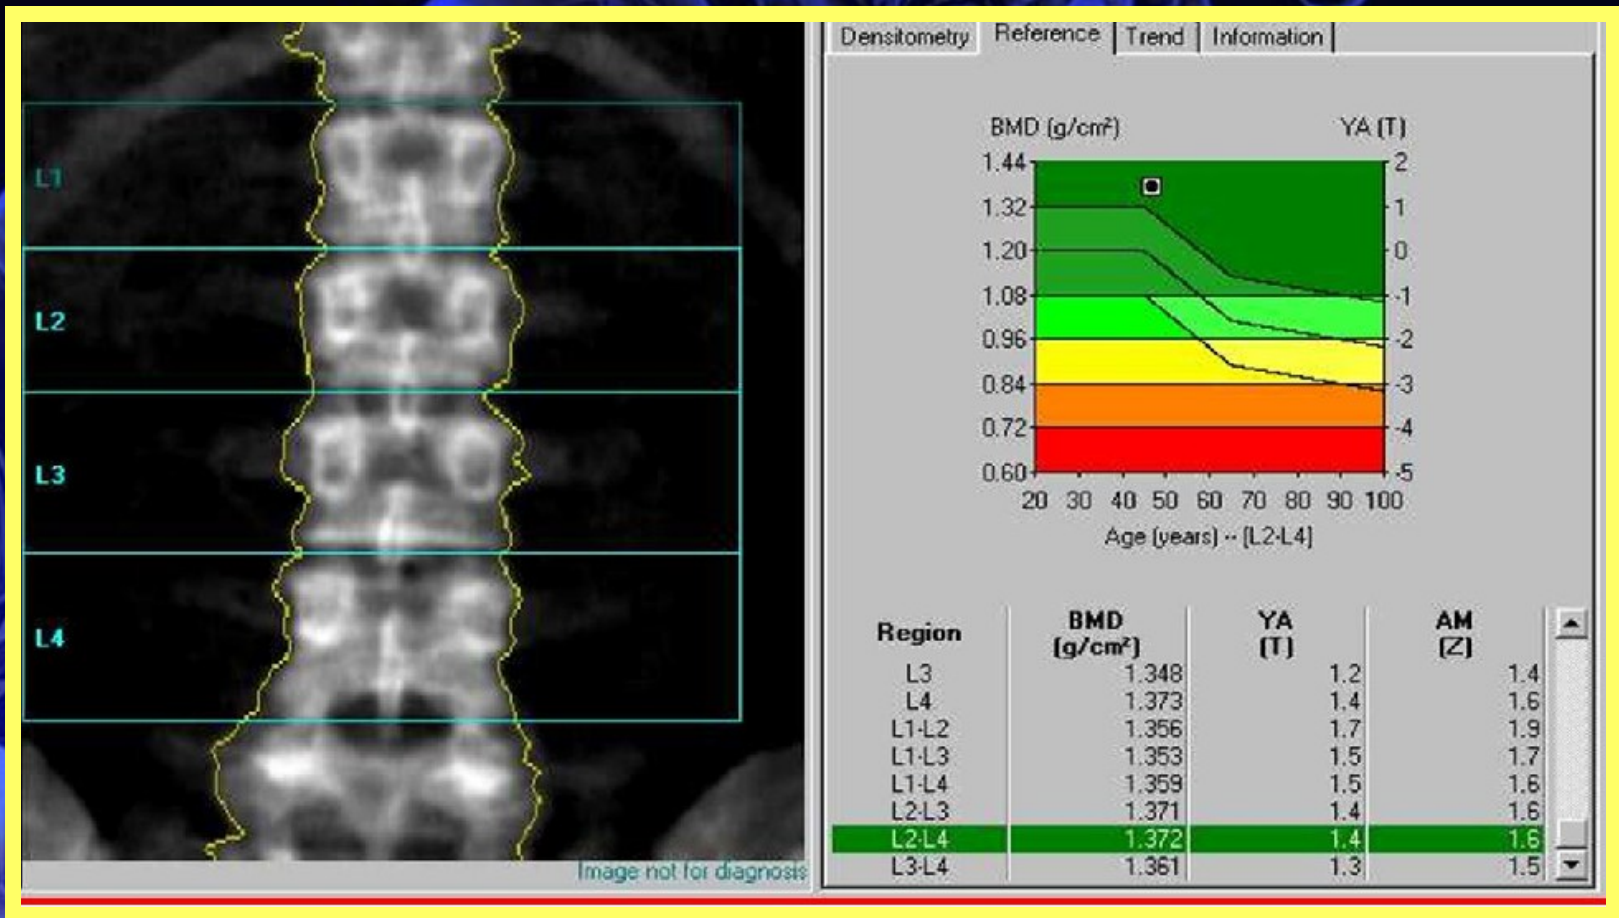 Densitometry Reference Trend Information
BMD (g/cm²) YA (T)
1.44 2
1.32 1
1.20 0
1.08 -1
0.96 -2
0.84 -3
0.72 -4
0.60 -5
20 30 40 50 60 70 80 90 100
Age (years) -- [L2-L4]
L1
L2
L3
L4
Image not for diagnosis
Region BMD (g/cm²) YA (T) AM (Z)
L3 1.348 1.2 1.4
L4 1.373 1.4 1.6
L1-L2 1.356 1.7 1.9
L1-L3 1.353 1.5 1.7
L1-L4 1.359 1.5 1.6
L2-L3 1.371 1.4 1.6
L2-L4 1.372 1.4 1.6
L3-L4 1.361 1.3 1.5